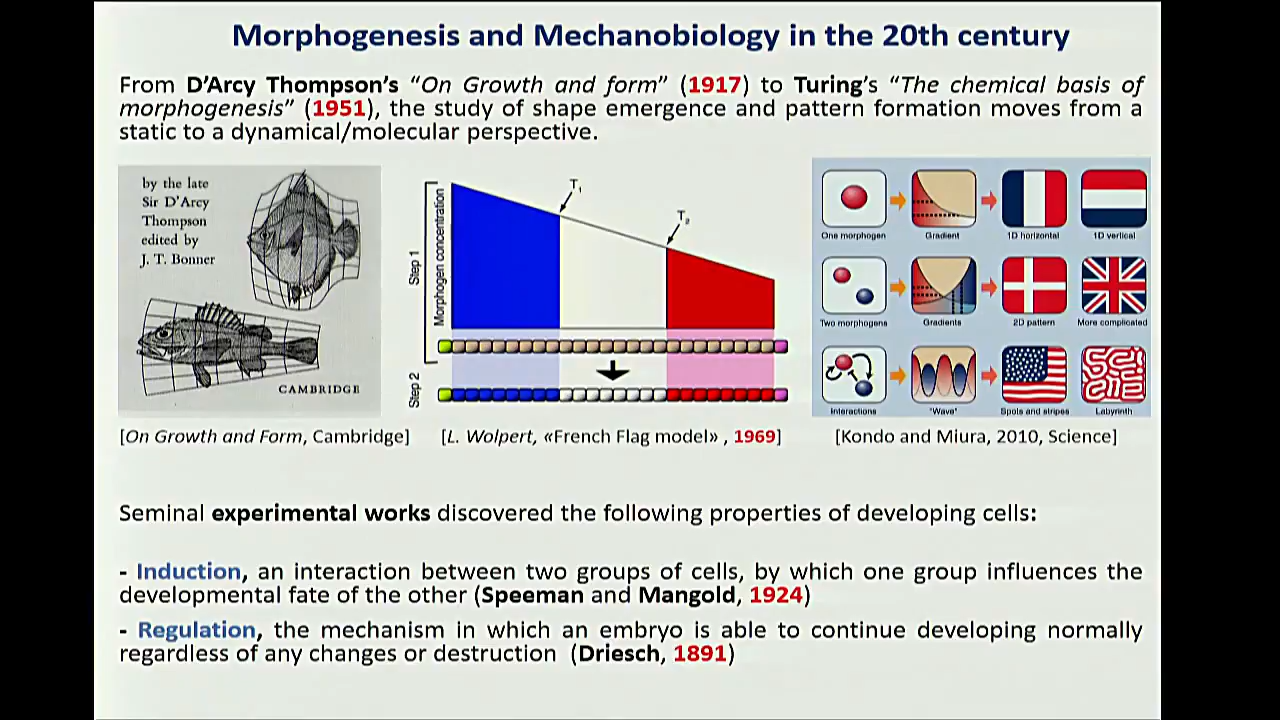 Morphogenesis and Mechanobiology in the 20th century
From D’Arcy Thompson’s “On Growth and form” (1917) to Turing’s “The chemical basis of
morphogenesis” (1951), the study of shape emergence and pattern formation moves from a
static to a dynamical/molecular perspective.
by the late
Sir D'Arcy
Thompson
edited by
J. T. Bonner
CAMBRIDGE
Step 1
Morphogen concentration
T1
T2
Step 2
One morphogen
Gradient
1D horizontal
1D vertical
Two morphogens
Gradients
2D pattern
More complicated
Interactions
"Wave"
Spots and stripes
Labyrinth
[On Growth and Form, Cambridge]
[L. Wolpert, «French Flag model» , 1969]
[Kondo and Miura, 2010, Science]
Seminal experimental works discovered the following properties of developing cells:
- Induction, an interaction between two groups of cells, by which one group influences the
developmental fate of the other (Speeman and Mangold, 1924)
- Regulation, the mechanism in which an embryo is able to continue developing normally
regardless of any changes or destruction (Driesch, 1891)